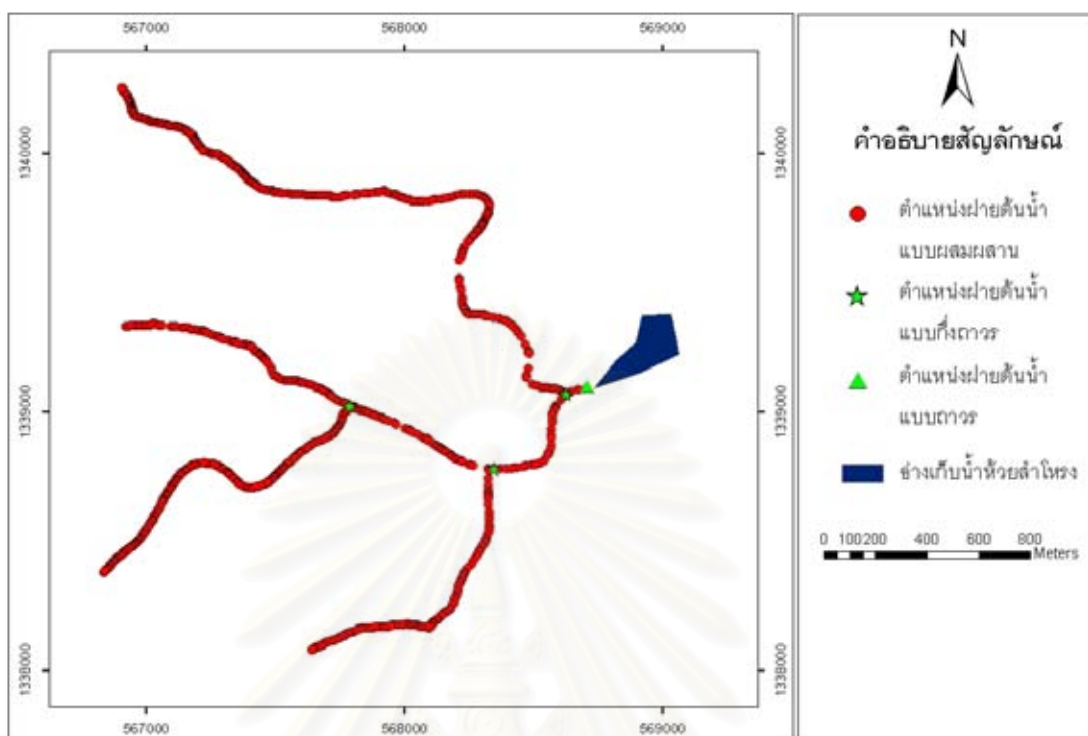 567000 568000 569000
1340000 1340000
1339000 1339000
1338000 1338000
567000 568000 569000
N
คำอธิบายสัญลักษณ์
ตำแหน่งฝายต้นน้ำ
แบบผสมผสาน
ตำแหน่งฝายต้นน้ำ
แบบกึ่งถาวร
ตำแหน่งฝายต้นน้ำ
แบบถาวร
อ่างเก็บน้ำห้วยสำโหรง
0 100 200 400 600 800
Meters